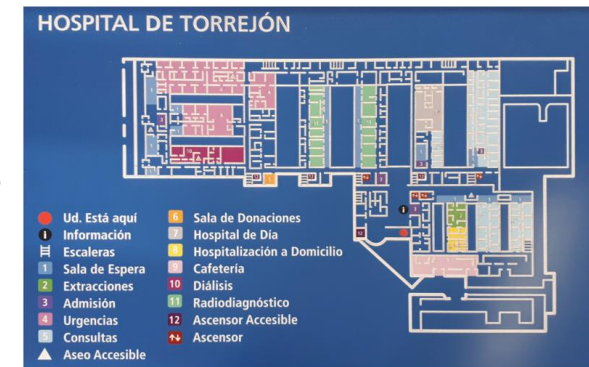 HOSPITAL DE TORREJÓN
Ud. Está aquí
i Información
Escaleras
1 Sala de Espera
2 Extracciones
3 Admisión
4 Urgencias
5 Consultas
Aseo Accesible
6 Sala de Donaciones
7 Hospital de Día
8 Hospitalización a Domicilio
9 Cafetería
10 Diálisis
11 Radiodiagnóstico
12 Ascensor Accesible
Ascensor